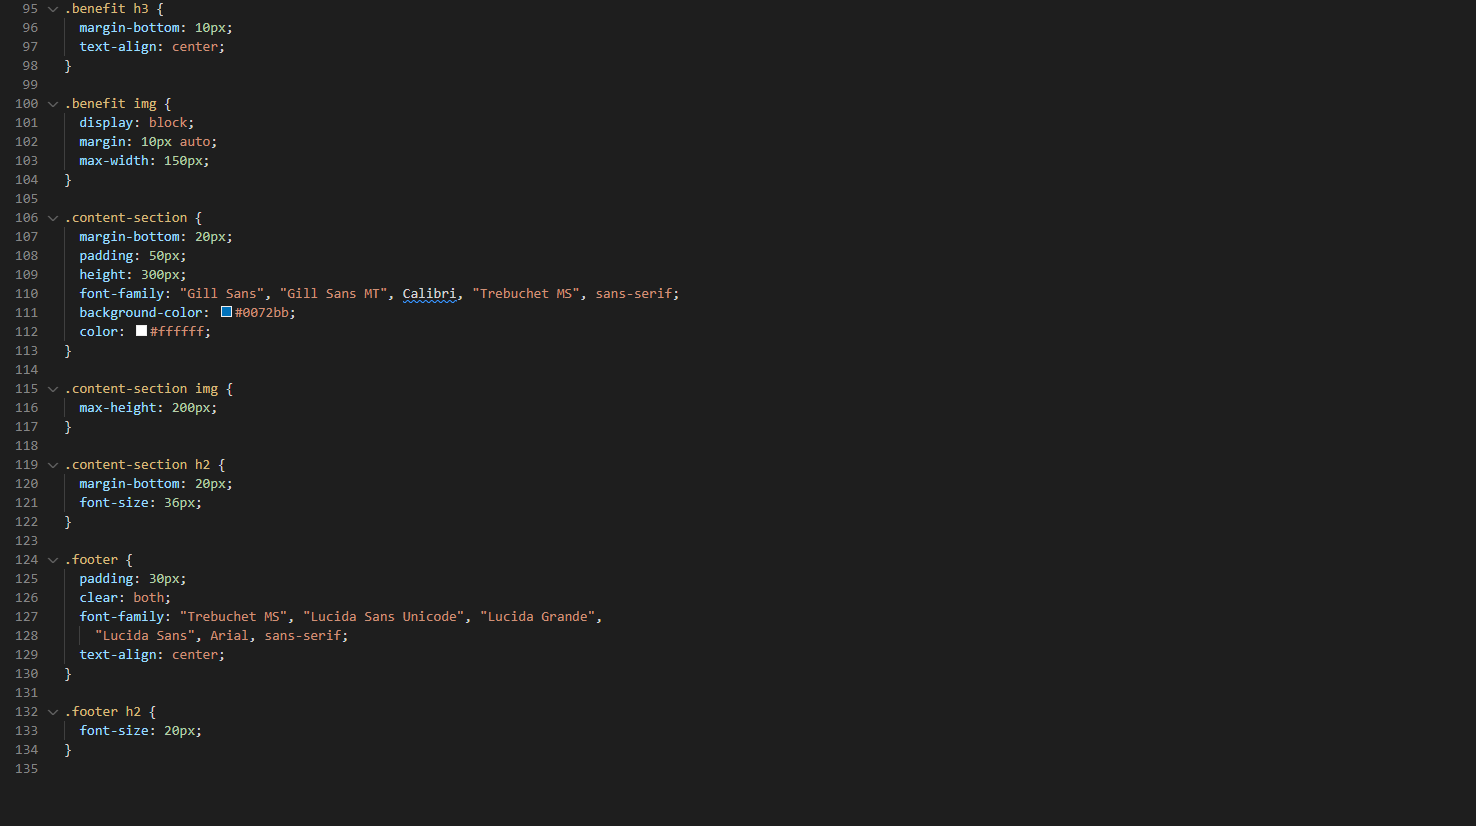 95 .benefit h3 {
96   margin-bottom: 10px;
97   text-align: center;
98 }
99
100 .benefit img {
101   display: block;
102   margin: 10px auto;
103   max-width: 150px;
104 }
105
106 .content-section {
107   margin-bottom: 20px;
108   padding: 50px;
109   height: 300px;
110   font-family: "Gill Sans", "Gill Sans MT", Calibri, "Trebuchet MS", sans-serif;
111   background-color: #0072bb;
112   color: #ffffff;
113 }
114
115 .content-section img {
116   max-height: 200px;
117 }
118
119 .content-section h2 {
120   margin-bottom: 20px;
121   font-size: 36px;
122 }
123
124 .footer {
125   padding: 30px;
126   clear: both;
127   font-family: "Trebuchet MS", "Lucida Sans Unicode", "Lucida Grande",
128     "Lucida Sans", Arial, sans-serif;
129   text-align: center;
130 }
131
132 .footer h2 {
133   font-size: 20px;
134 }
135